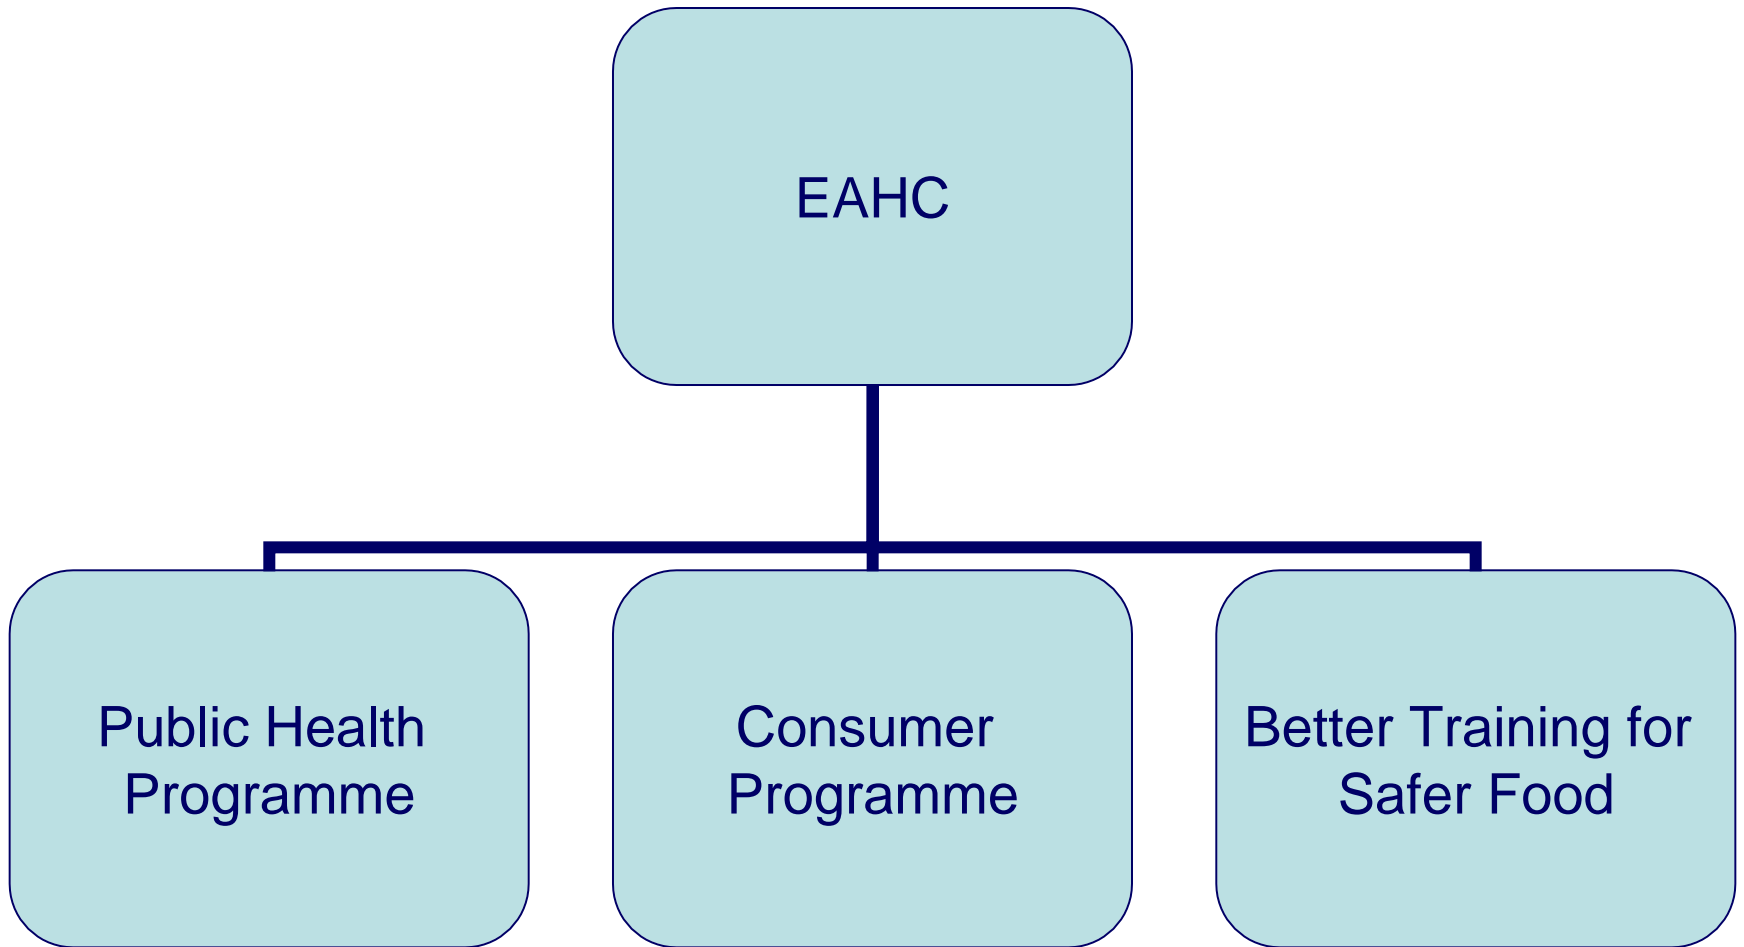 EAHC
Public Health
Programme
Consumer
Programme
Better Training for
Safer Food